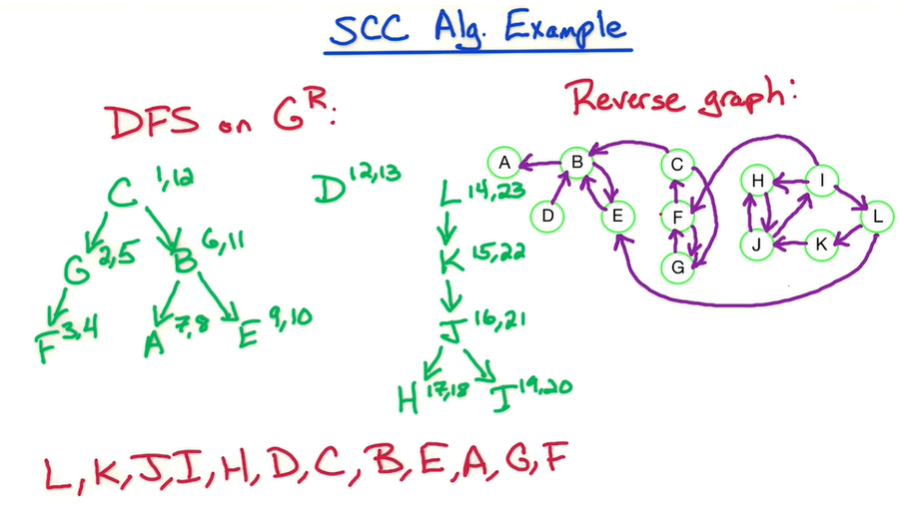 SCC Alg. Example
DFS on G^R:
Reverse graph:
C 1,12
G 2,5
B 6,11
F 3,4
A 7,8
E 9,10
D 12,13
L 14,23
K 15,22
J 16,21
H 17,18
I 19,20
A B C H I
D E F L
G J K
L, K, J, I, H, D, C, B, E, A, G, F